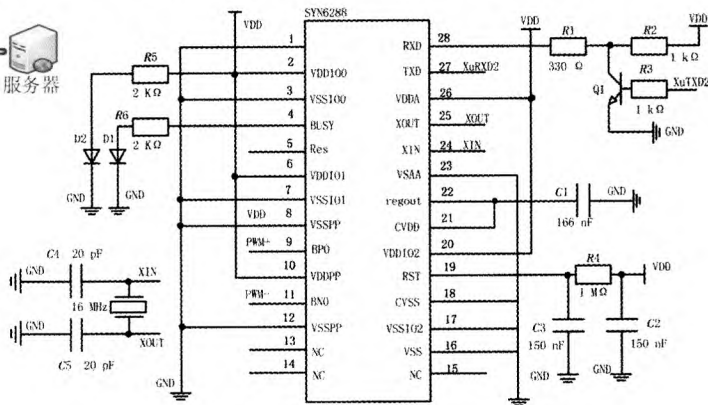 服务器
SYN6288
VDD
1
2 VDDIO0
3 VSSIO0
4 BUSY
5 Res
6 VDDIO1
7 VSSIO1
VDD 8 VSSPP
PWM+ 9 BP0
10 VDDPP
PWM- 11 BN0
12 VSSPP
13 NC
14 NC
RXD 28
TXD 27 XuRXD2
VDDA 26
XOUT 25 XOUT
XIN 24 XIN
VSAA 23
regout 22
CVDD 21
VDDIO2 20
RST 19
CVSS 18
VSSIO2 17
VSS 16
NC 15
R5
2 KΩ
R6
2 KΩ
D2 D1
GND GND
C4 20 pF
GND XIN
16 MHz
GND XOUT
C5 20 pF
GND
VDD
R1
330 Ω
R2
1 kΩ
VDD
R3
1 kΩ
XuTXD2
Q1
GND
C1
166 nF
GND
R4
1 MΩ
VDD
C3
150 nF
C2
150 nF
GND GND
GND